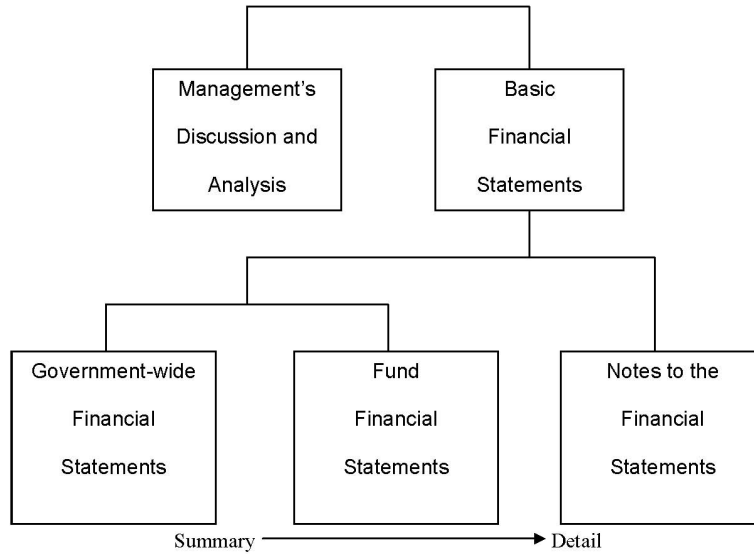 Management’s
Discussion and
Analysis
Basic
Financial
Statements
Government-wide
Financial
Statements
Fund
Financial
Statements
Notes to the
Financial
Statements
Summary
Detail